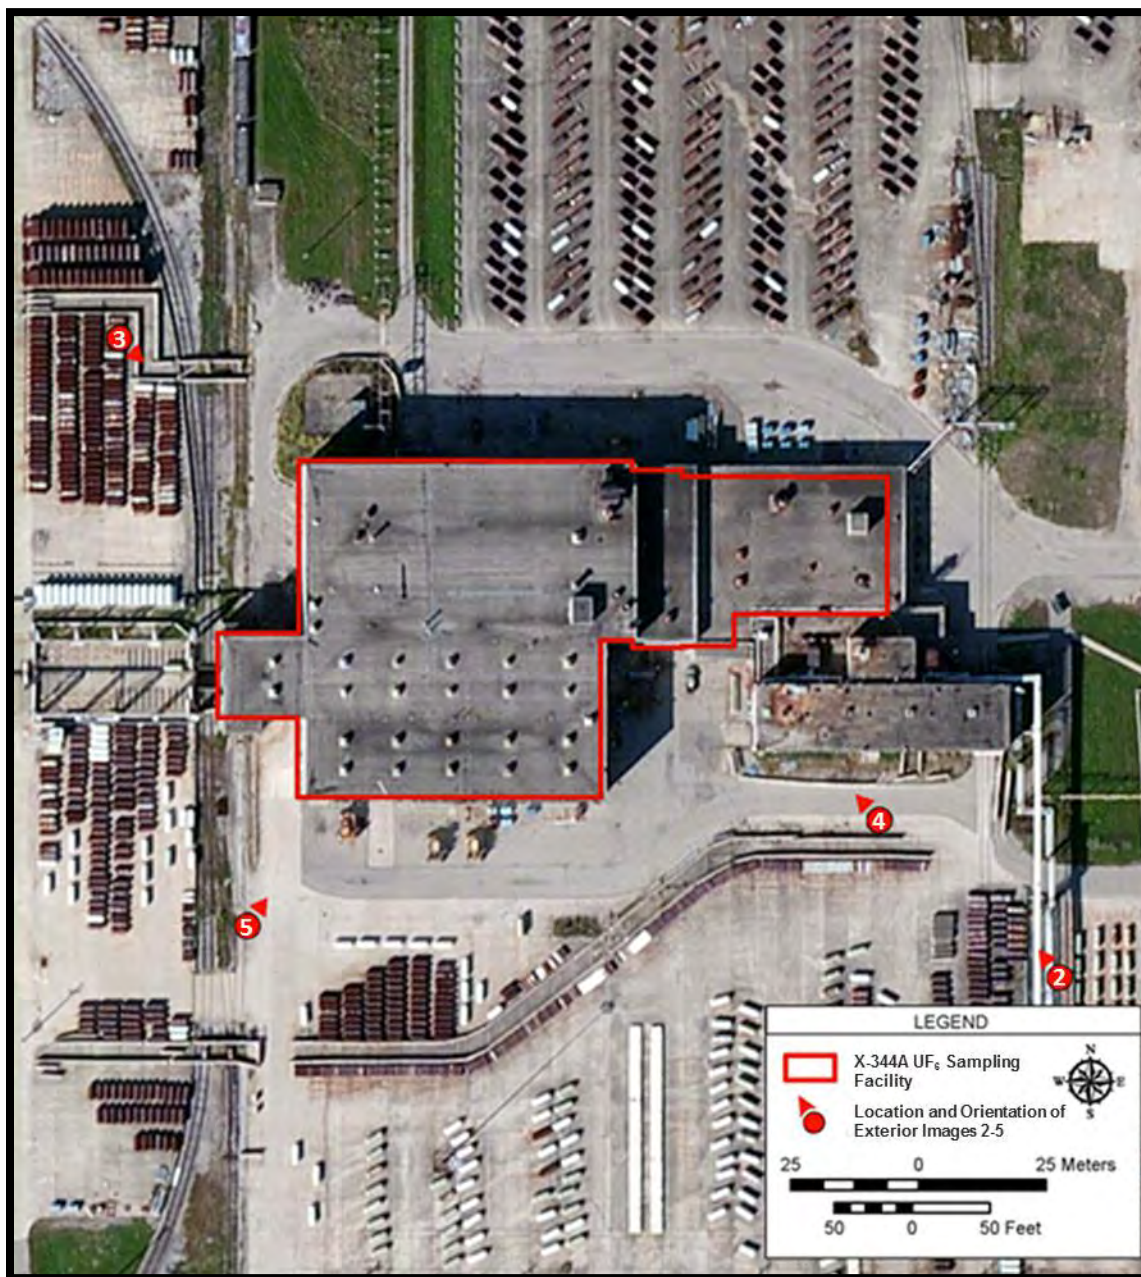 3
4
5
2
LEGEND
X-344A UF₆ Sampling
Facility
Location and Orientation of
Exterior Images 2-5
N
W E
S
25 0 25 Meters
50 0 50 Feet